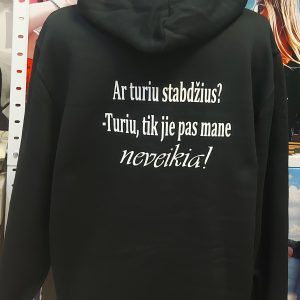 Ar turiu stabdžius?
-Turiu, tik jie pas mane
neveikia!